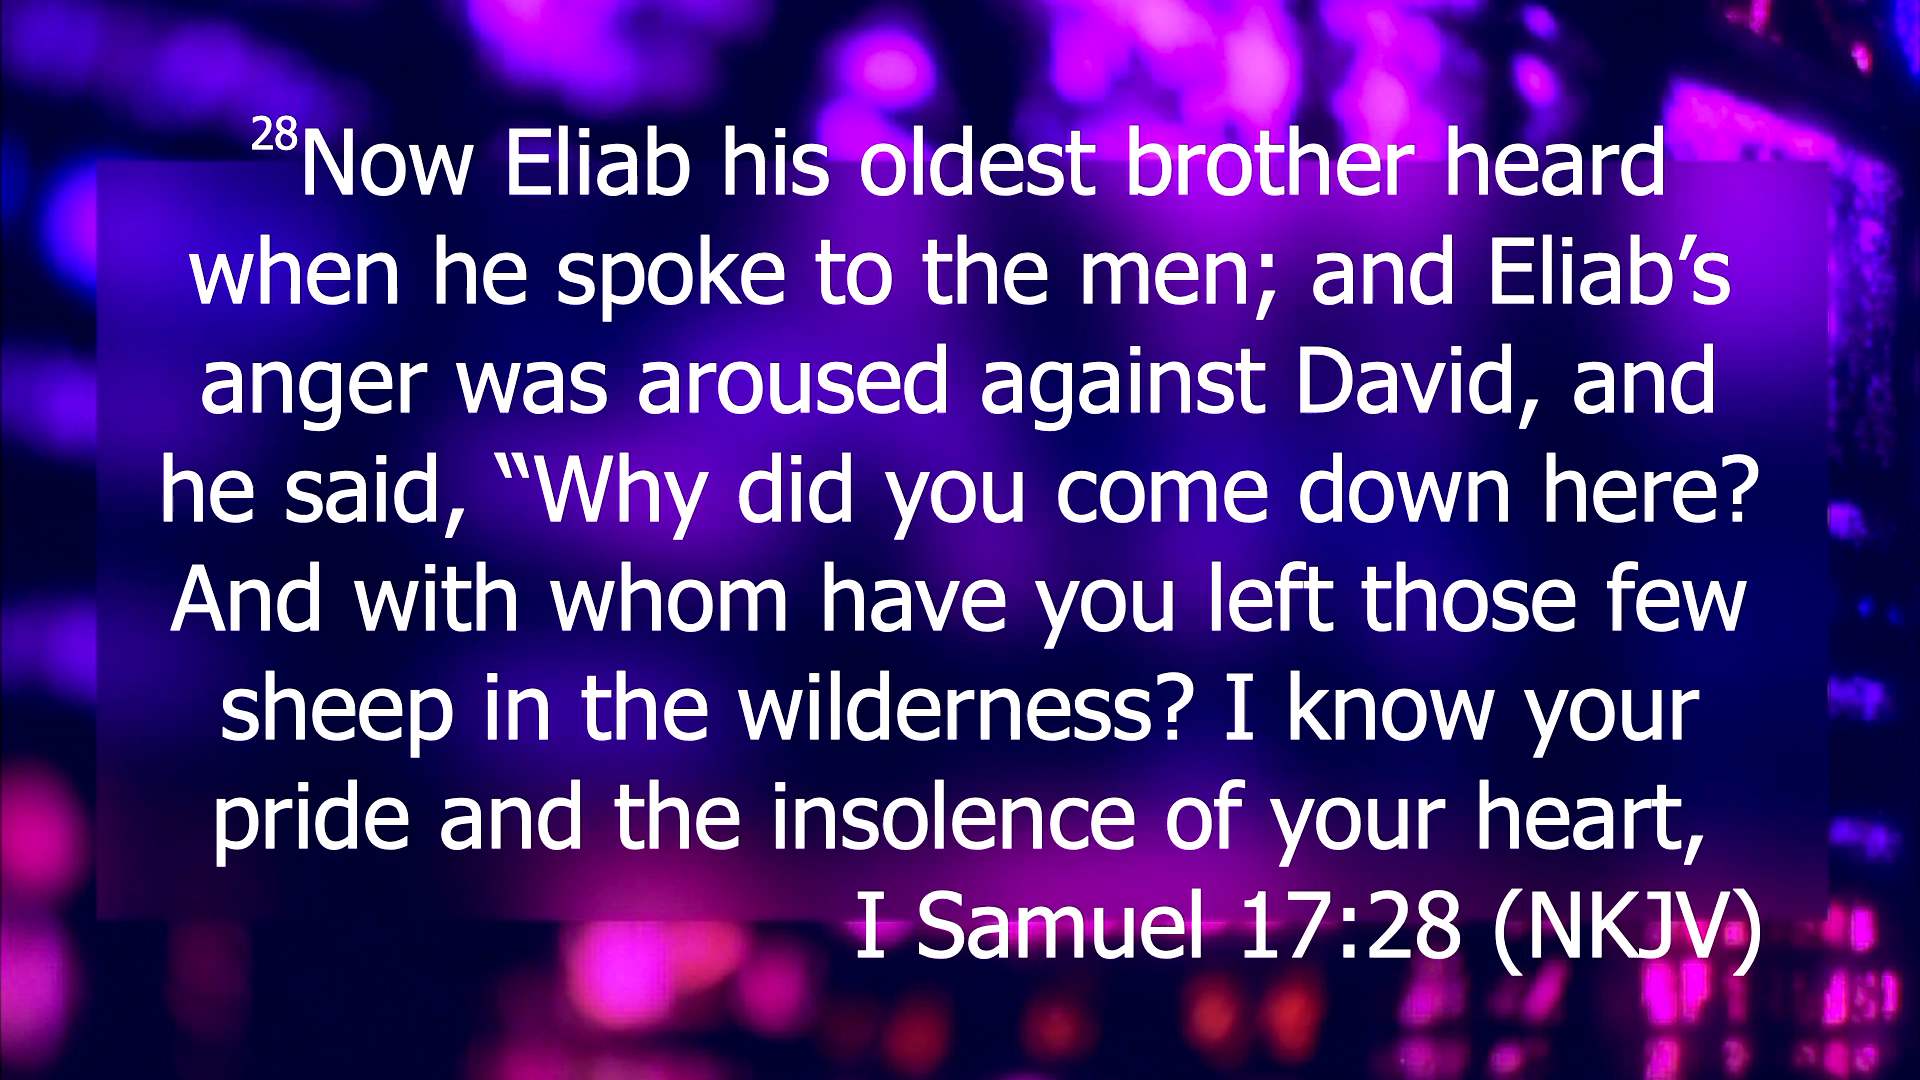 28Now Eliab his oldest brother heard
when he spoke to the men; and Eliab’s
anger was aroused against David, and
he said, “Why did you come down here?
And with whom have you left those few
sheep in the wilderness? I know your
pride and the insolence of your heart,
I Samuel 17:28 (NKJV)